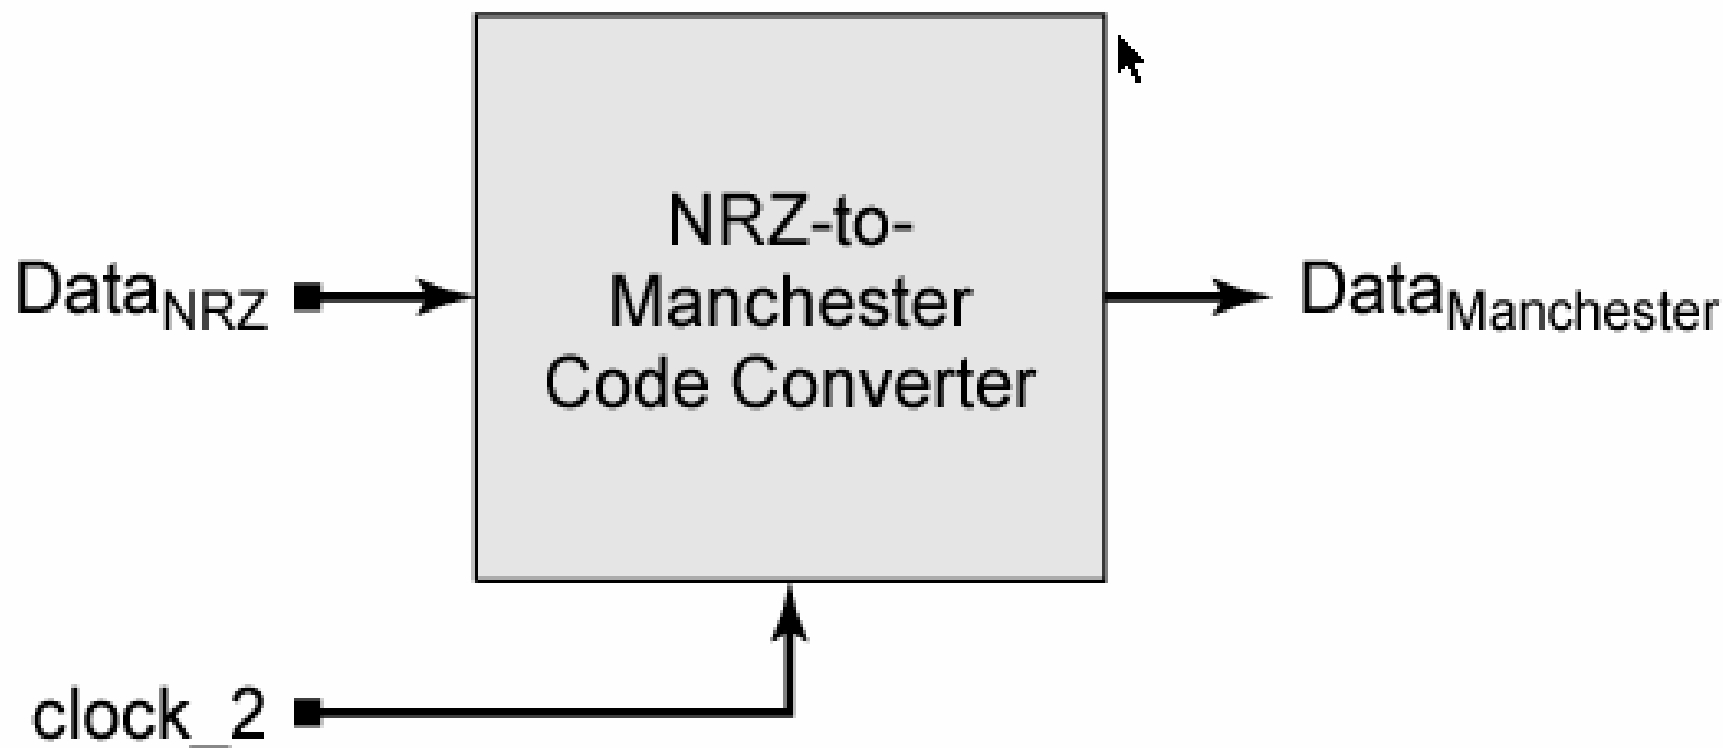 NRZ-to-
Manchester
Code Converter
DataNRZ
DataManchester
clock_2